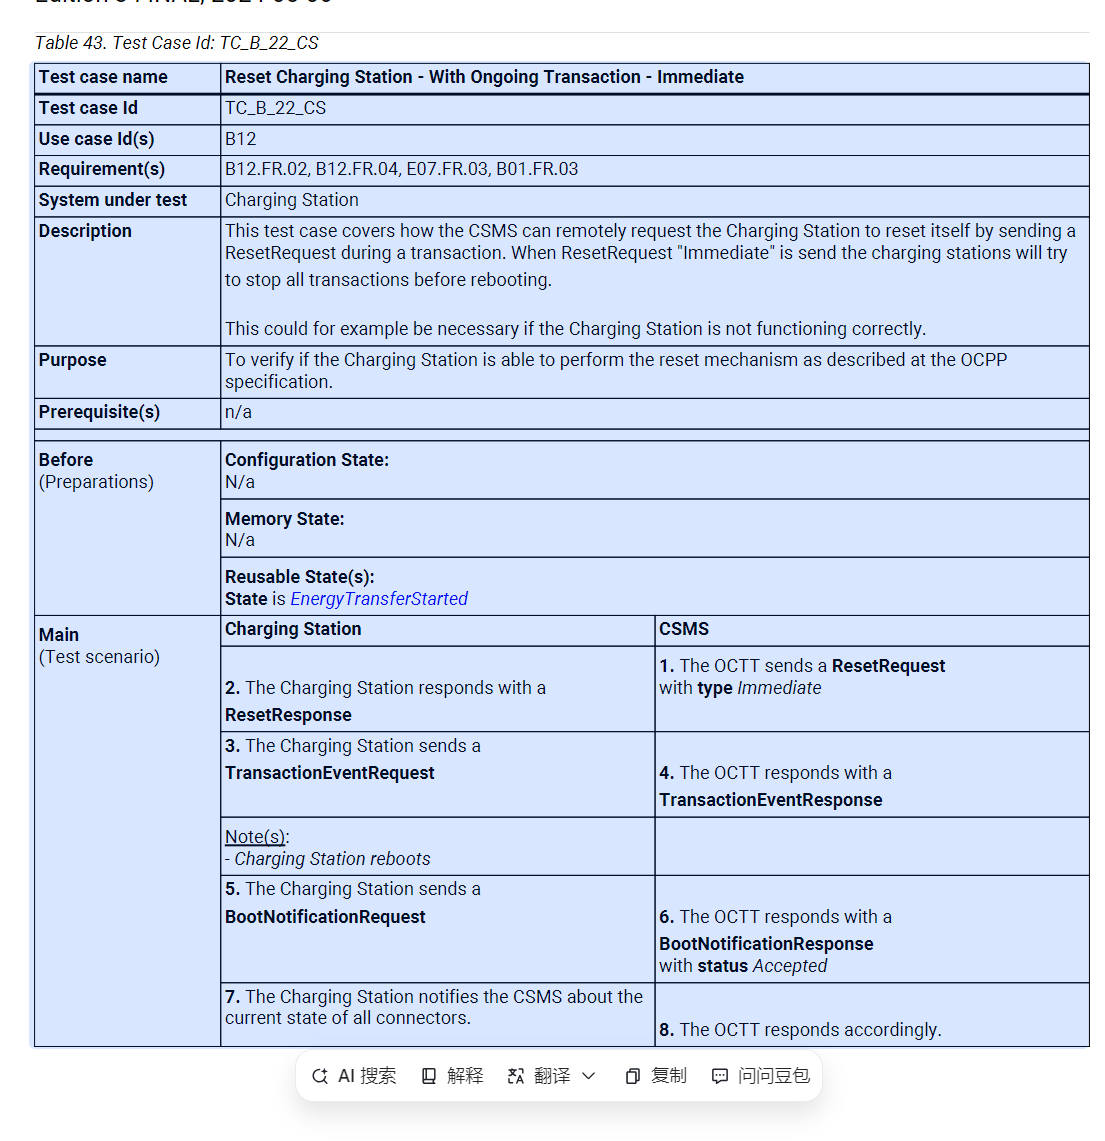 Table 43. Test Case Id: TC_B_22_CS
Test case name
Reset Charging Station - With Ongoing Transaction - Immediate
Test case Id
TC_B_22_CS
Use case Id(s)
B12
Requirement(s)
B12.FR.02, B12.FR.04, E07.FR.03, B01.FR.03
System under test
Charging Station
Description
This test case covers how the CSMS can remotely request the Charging Station to reset itself by sending a
ResetRequest during a transaction. When ResetRequest "Immediate" is send the charging stations will try
to stop all transactions before rebooting.
This could for example be necessary if the Charging Station is not functioning correctly.
Purpose
To verify if the Charging Station is able to perform the reset mechanism as described at the OCPP
specification.
Prerequisite(s)
n/a
Before
(Preparations)
Configuration State:
N/a
Memory State:
N/a
Reusable State(s):
State is EnergyTransferStarted
Main
(Test scenario)
Charging Station
CSMS
1. The OCTT sends a ResetRequest
with type Immediate
2. The Charging Station responds with a
ResetResponse
3. The Charging Station sends a
TransactionEventRequest
4. The OCTT responds with a
TransactionEventResponse
Note(s):
- Charging Station reboots
5. The Charging Station sends a
BootNotificationRequest
6. The OCTT responds with a
BootNotificationResponse
with status Accepted
7. The Charging Station notifies the CSMS about the
current state of all connectors.
8. The OCTT responds accordingly.
AI 搜索 解释 翻译 复制 问问豆包